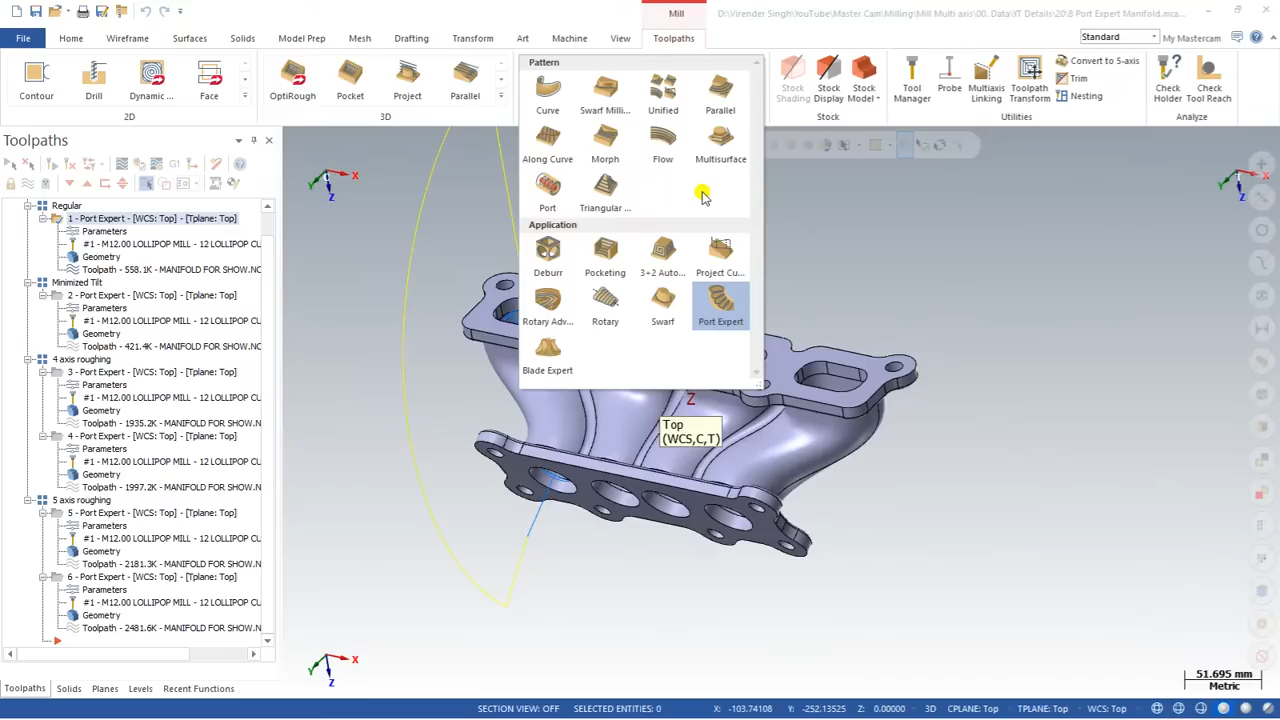 Mill
D:\Virender Singh\YouTube\Master Cam\Milling\Mill Multi axis\00. Data\YT Details\20\8 Port Expert Manifold.mca...
File
Home
Wireframe
Surfaces
Solids
Model Prep
Mesh
Drafting
Transform
Art
Machine
View
Toolpaths
Standard
My Mastercam
Contour
Drill
Dynamic ...
Face
2D
OptiRough
Pocket
Project
Parallel
3D
Pattern
Curve
Swarf Milli...
Unified
Parallel
Along Curve
Morph
Flow
Multisurface
Port
Triangular ...
Application
Deburr
Pocketing
3+2 Auto...
Project Cu...
Rotary Adv...
Rotary
Swarf
Port Expert
Blade Expert
Stock Shading
Stock Display
Stock Model
Stock
Tool Manager
Probe
Multiaxis Linking
Toolpath Transform
Convert to 5-axis
Trim
Nesting
Utilities
Check Holder
Check Tool Reach
Analyze
Toolpaths
G1
Regular
1 - Port Expert - [WCS: Top] - [Tplane: Top]
Parameters
#1 - M12.00 LOLLIPOP MILL - 12 LOLLIPOP CU
Geometry
Toolpath - 558.1K - MANIFOLD FOR SHOW.NC
Minimized Tilt
2 - Port Expert - [WCS: Top] - [Tplane: Top]
Parameters
#1 - M12.00 LOLLIPOP MILL - 12 LOLLIPOP CU
Geometry
Toolpath - 421.4K - MANIFOLD FOR SHOW.NC
4 axis roughing
3 - Port Expert - [WCS: Top] - [Tplane: Top]
Parameters
#1 - M12.00 LOLLIPOP MILL - 12 LOLLIPOP CU
Geometry
Toolpath - 1935.2K - MANIFOLD FOR SHOW.N
4 - Port Expert - [WCS: Top] - [Tplane: Top]
Parameters
#1 - M12.00 LOLLIPOP MILL - 12 LOLLIPOP CU
Geometry
Toolpath - 1997.2K - MANIFOLD FOR SHOW.N
5 axis roughing
5 - Port Expert - [WCS: Top] - [Tplane: Top]
Parameters
#1 - M12.00 LOLLIPOP MILL - 12 LOLLIPOP CU
Geometry
Toolpath - 2181.3K - MANIFOLD FOR SHOW.N
6 - Port Expert - [WCS: Top] - [Tplane: Top]
Parameters
#1 - M12.00 LOLLIPOP MILL - 12 LOLLIPOP CU
Geometry
Toolpath - 2481.6K - MANIFOLD FOR SHOW.N
Toolpaths
Solids
Planes
Levels
Recent Functions
X
Y
Z
X
Y
Z
Z
Top
(WCS,C,T)
X
Y
Z
X
Y
Z
51.695 mm
Metric
SECTION VIEW: OFF
SELECTED ENTITIES: 0
X: -103.74108
Y: -252.13525
Z: 0.00000
3D
CPLANE: Top
TPLANE: Top
WCS: Top